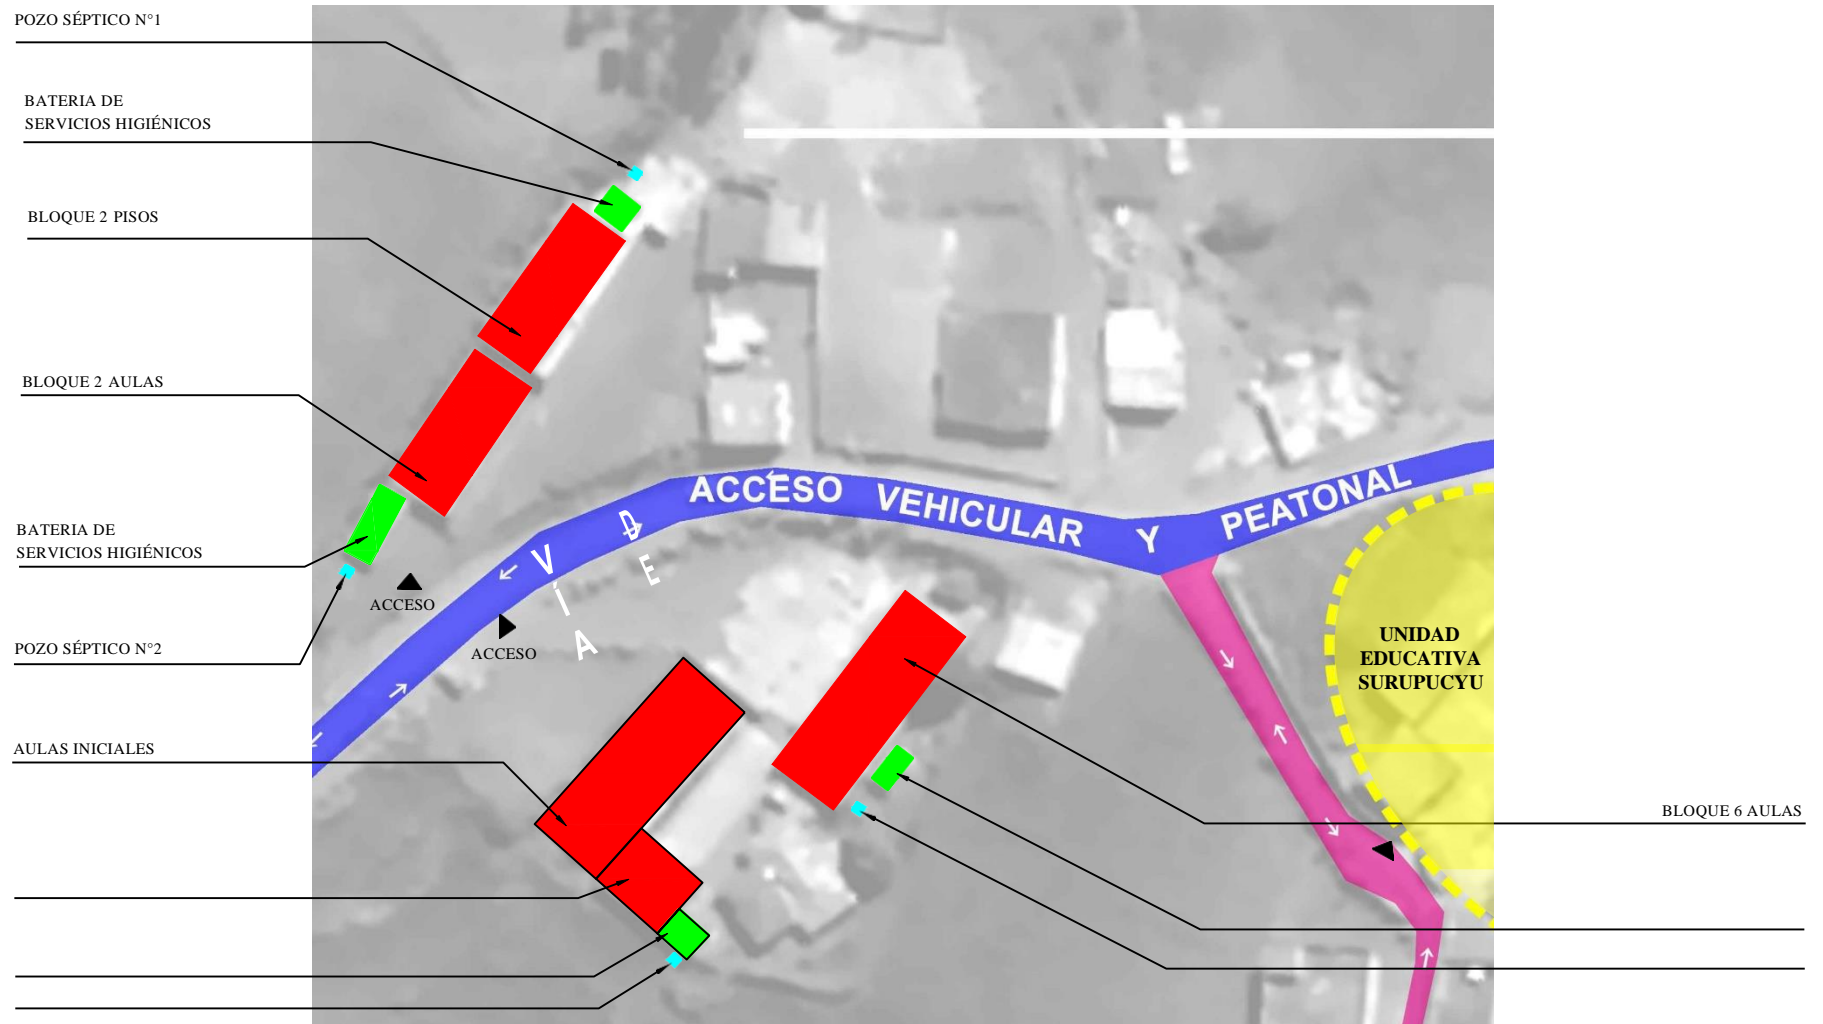 POZO SÉPTICO N°1
BATERIA DE
SERVICIOS HIGIÉNICOS
BLOQUE 2 PISOS
BLOQUE 2 AULAS
BATERIA DE
SERVICIOS HIGIÉNICOS
POZO SÉPTICO N°2
AULAS INICIALES
ACCESO
ACCESO
VÍA DE
ACCESO VEHICULAR Y PEATONAL
UNIDAD
EDUCATIVA
SURUPUCYU
BLOQUE 6 AULAS